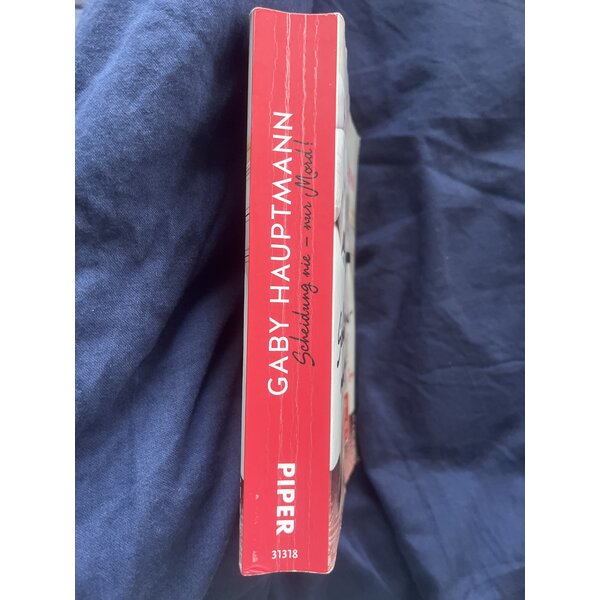 GABY HAUPTMANN
Scheidung nie – nur Mord!
PIPER
31318